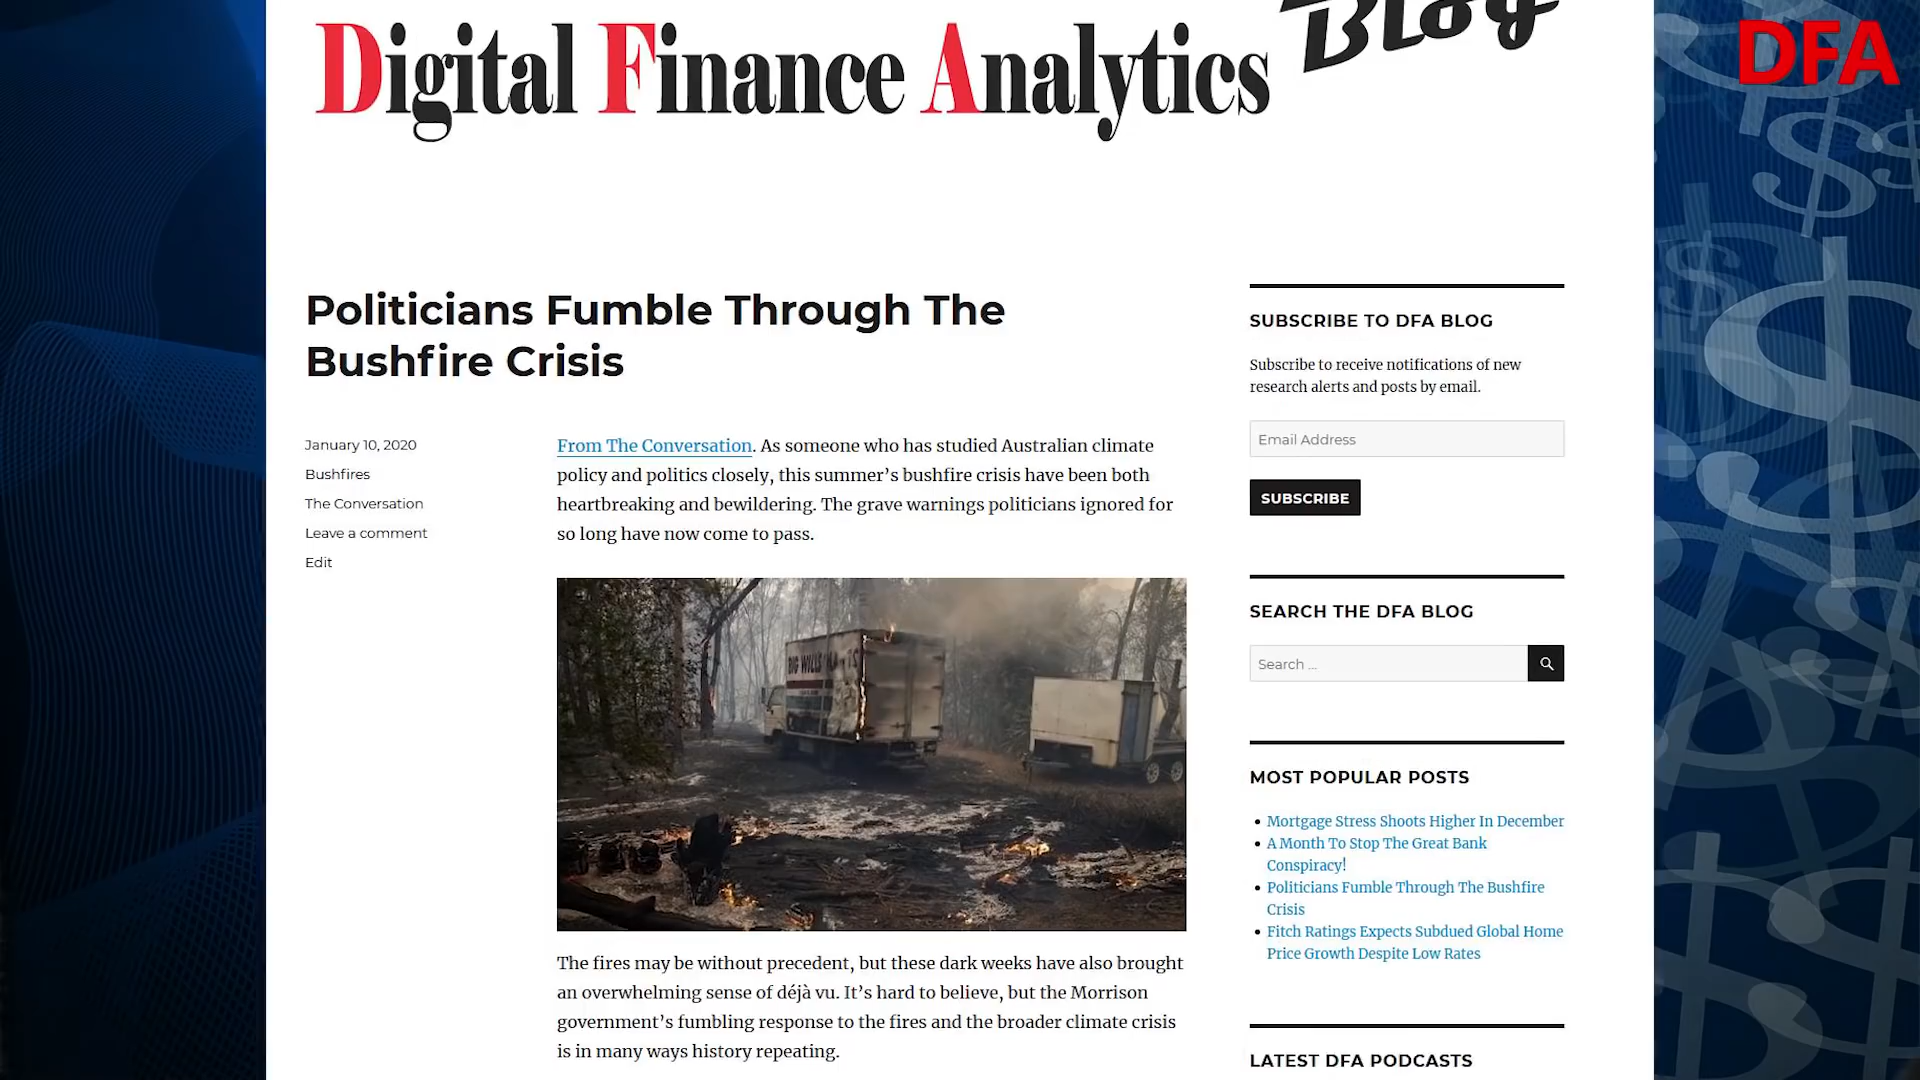 Blog
Digital Finance Analytics
DFA
Politicians Fumble Through The
Bushfire Crisis
January 10, 2020
Bushfires
The Conversation
Leave a comment
Edit
From The Conversation. As someone who has studied Australian climate
policy and politics closely, this summer’s bushfire crisis have been both
heartbreaking and bewildering. The grave warnings politicians ignored for
so long have now come to pass.
BIG WILLS
The fires may be without precedent, but these dark weeks have also brought
an overwhelming sense of déjà vu. It’s hard to believe, but the Morrison
government’s fumbling response to the fires and the broader climate crisis
is in many ways history repeating.
SUBSCRIBE TO DFA BLOG
Subscribe to receive notifications of new
research alerts and posts by email.
Email Address
SUBSCRIBE
SEARCH THE DFA BLOG
Search ...
MOST POPULAR POSTS
Mortgage Stress Shoots Higher In December
A Month To Stop The Great Bank
Conspiracy!
Politicians Fumble Through The Bushfire
Crisis
Fitch Ratings Expects Subdued Global Home
Price Growth Despite Low Rates
LATEST DFA PODCASTS